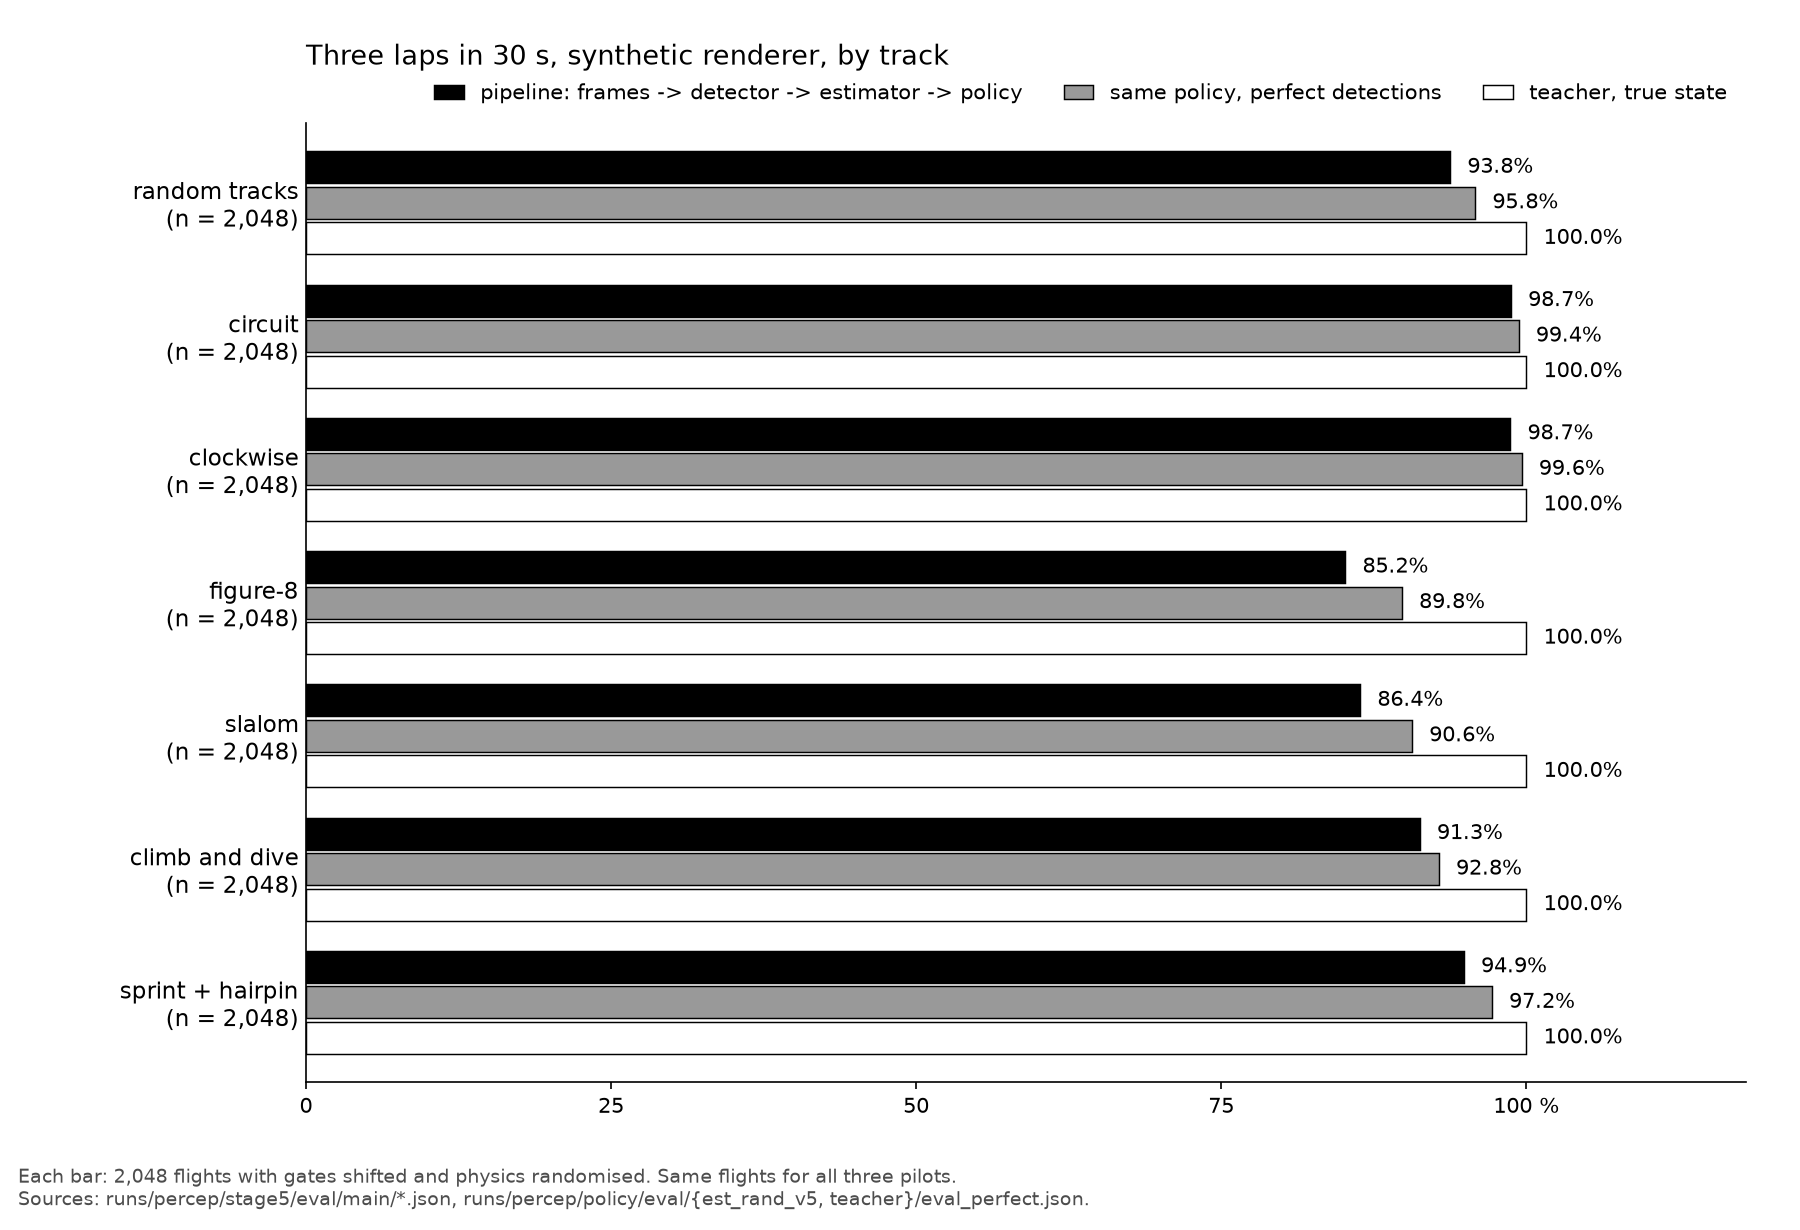 Three laps in 30 s, synthetic renderer, by track
pipeline: frames -> detector -> estimator -> policy
same policy, perfect detections
teacher, true state
random tracks
(n = 2,048)
93.8%
95.8%
100.0%
circuit
(n = 2,048)
98.7%
99.4%
100.0%
clockwise
(n = 2,048)
98.7%
99.6%
100.0%
figure-8
(n = 2,048)
85.2%
89.8%
100.0%
slalom
(n = 2,048)
86.4%
90.6%
100.0%
climb and dive
(n = 2,048)
91.3%
92.8%
100.0%
sprint + hairpin
(n = 2,048)
94.9%
97.2%
100.0%
0 25 50 75 100 %
Each bar: 2,048 flights with gates shifted and physics randomised. Same flights for all three pilots.
Sources: runs/percep/stage5/eval/main/*.json, runs/percep/policy/eval/{est_rand_v5, teacher}/eval_perfect.json.